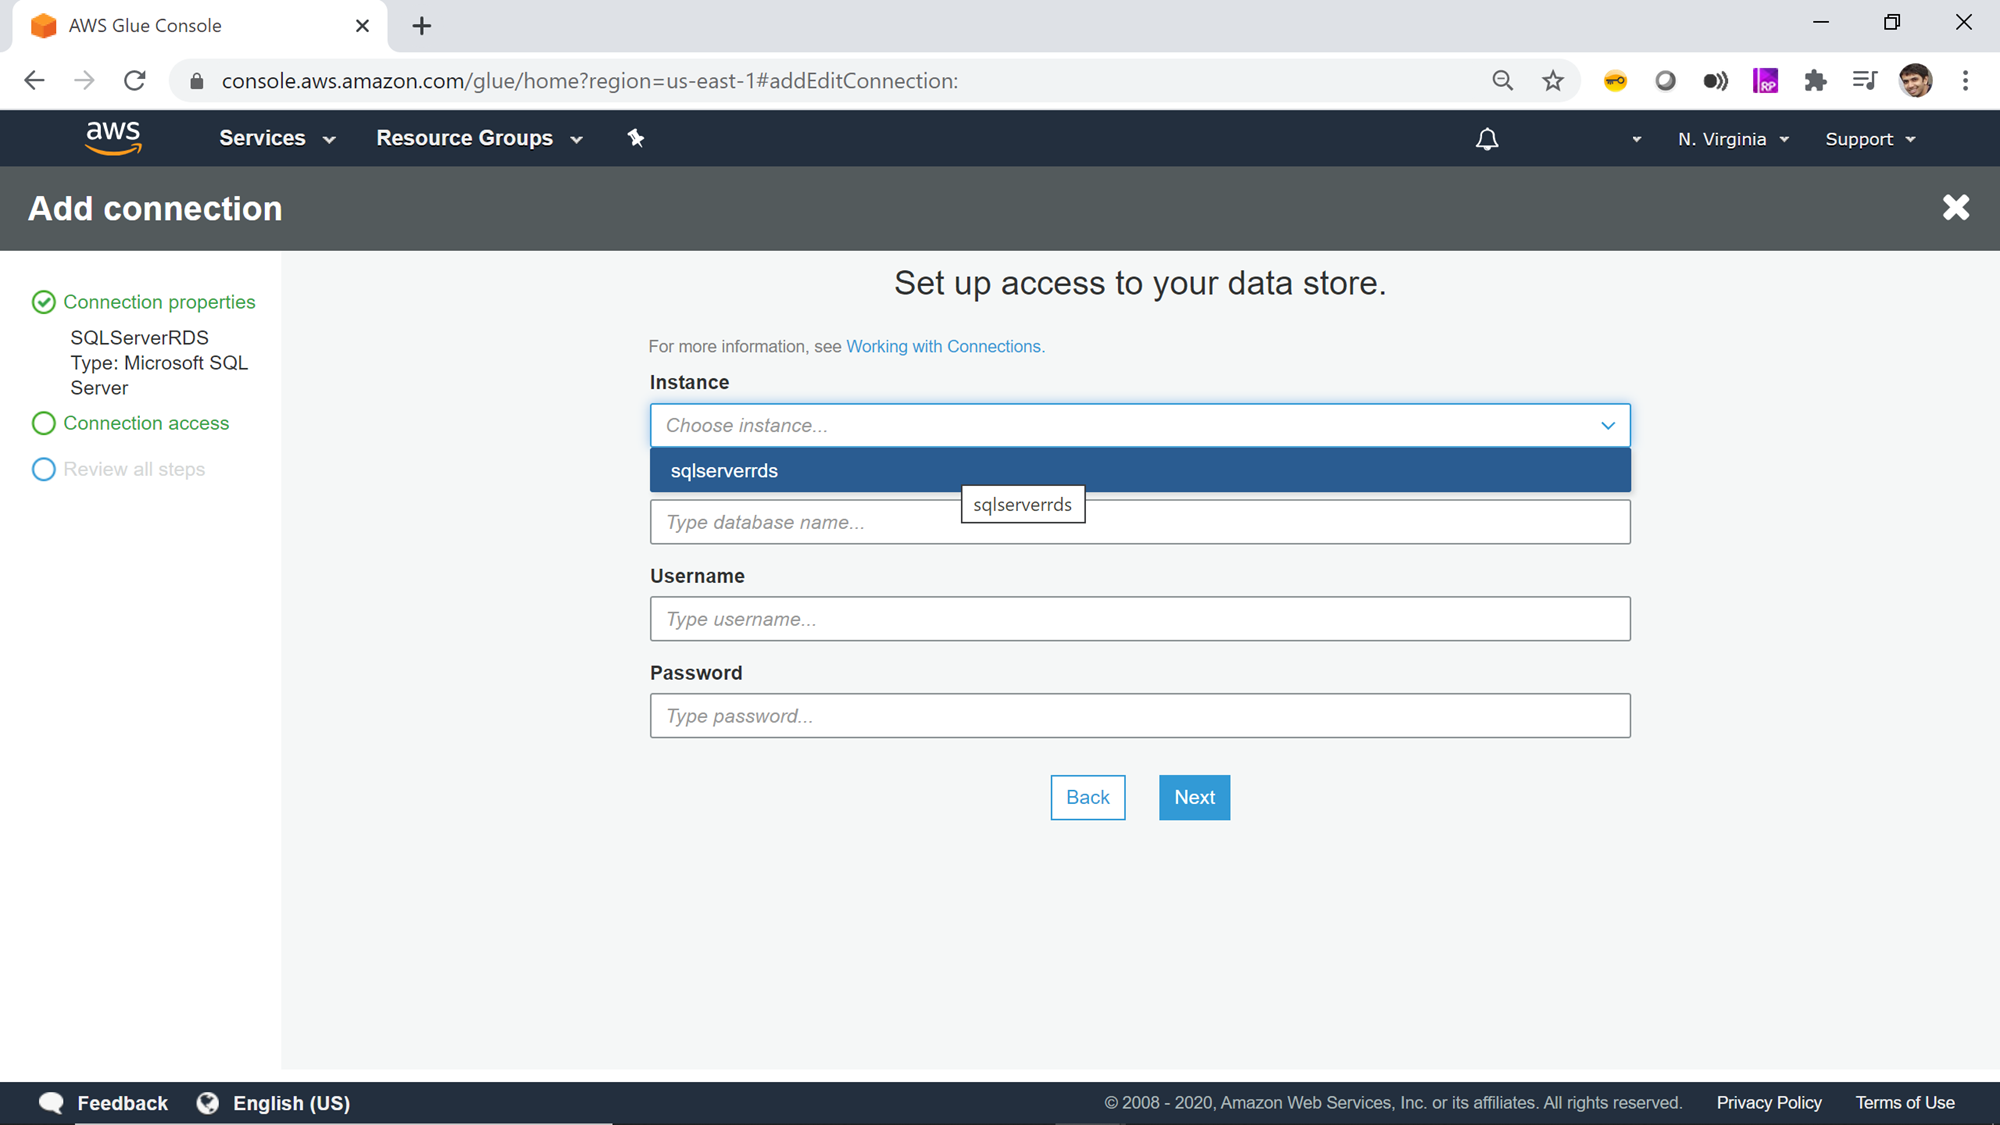 AWS Glue Console
console.aws.amazon.com/glue/home?region=us-east-1#addEditConnection:
RP
aws
Services
Resource Groups
N. Virginia
Support
Add connection
Connection properties
SQLServerRDS
Type: Microsoft SQL
Server
Connection access
Review all steps
Set up access to your data store.
For more information, see Working with Connections.
Instance
Choose instance...
sqlserverrds
sqlserverrds
Type database name...
Username
Type username...
Password
Type password...
Back
Next
Feedback
English (US)
© 2008 - 2020, Amazon Web Services, Inc. or its affiliates. All rights reserved.
Privacy Policy
Terms of Use